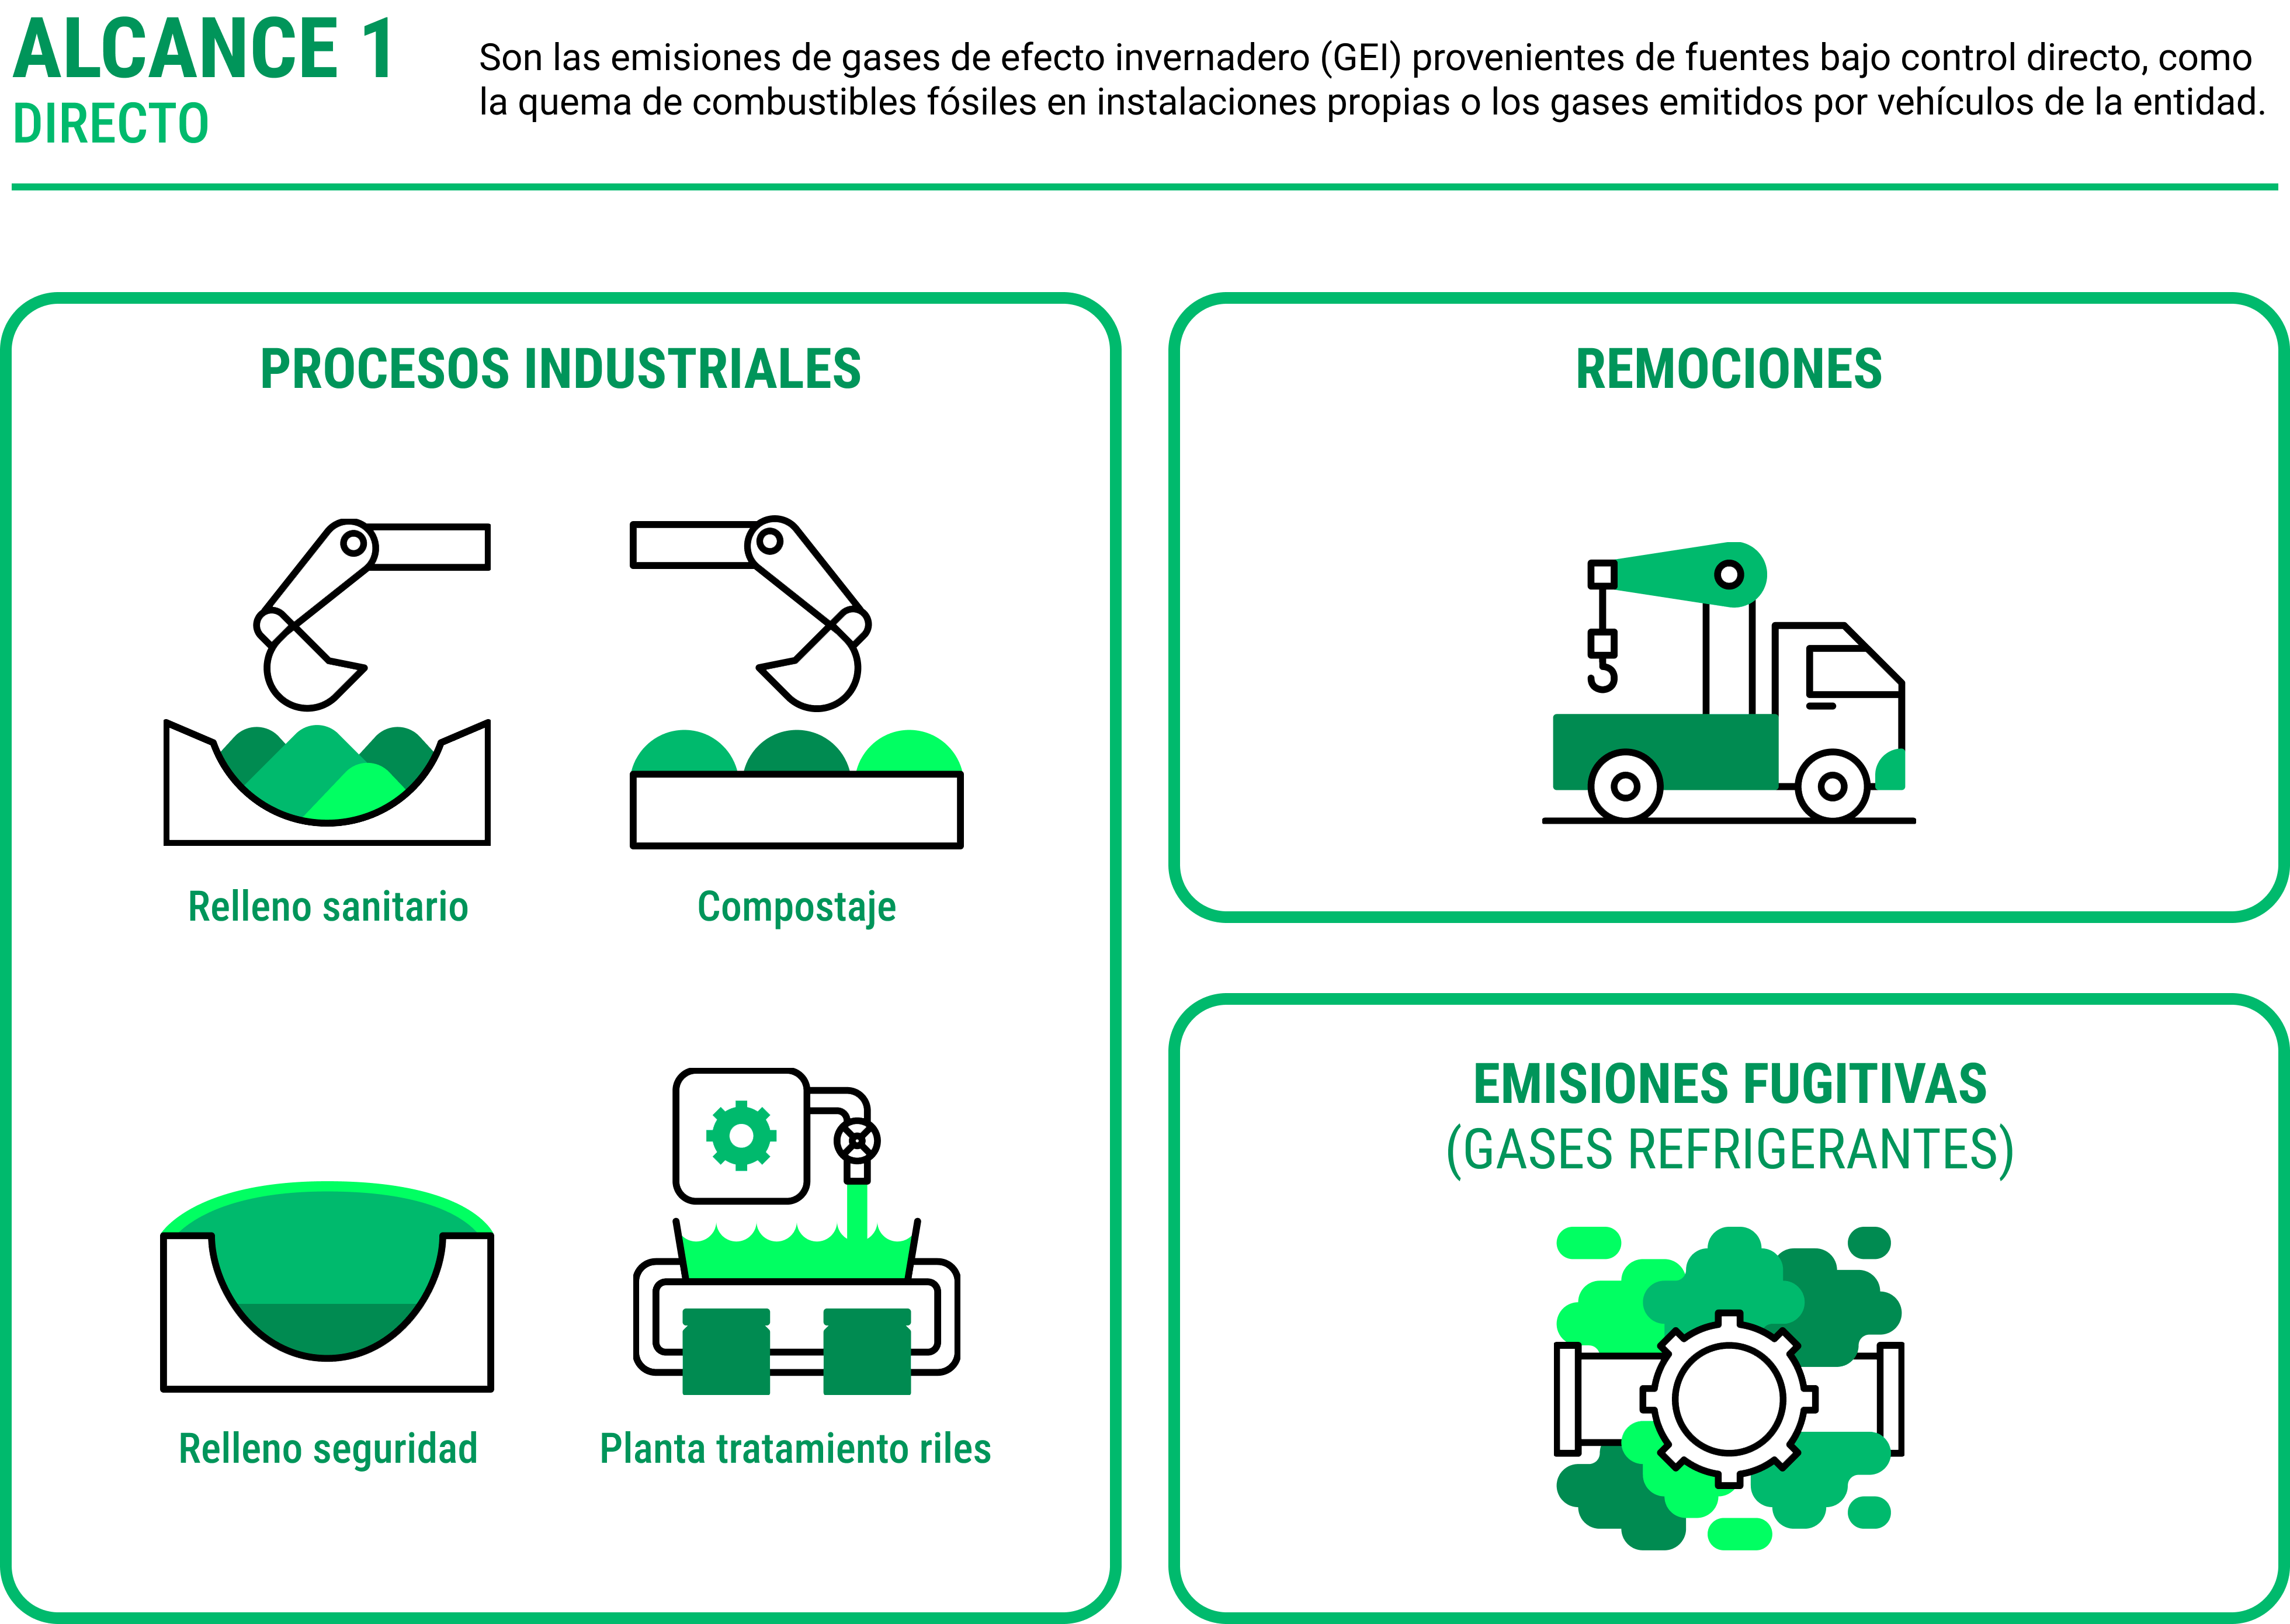 ALCANCE 1
DIRECTO
Son las emisiones de gases de efecto invernadero (GEI) provenientes de fuentes bajo control directo, como
la quema de combustibles fósiles en instalaciones propias o los gases emitidos por vehículos de la entidad.
PROCESOS INDUSTRIALES
Relleno sanitario
Compostaje
Relleno seguridad
Planta tratamiento riles
REMOCIONES
EMISIONES FUGITIVAS
(GASES REFRIGERANTES)